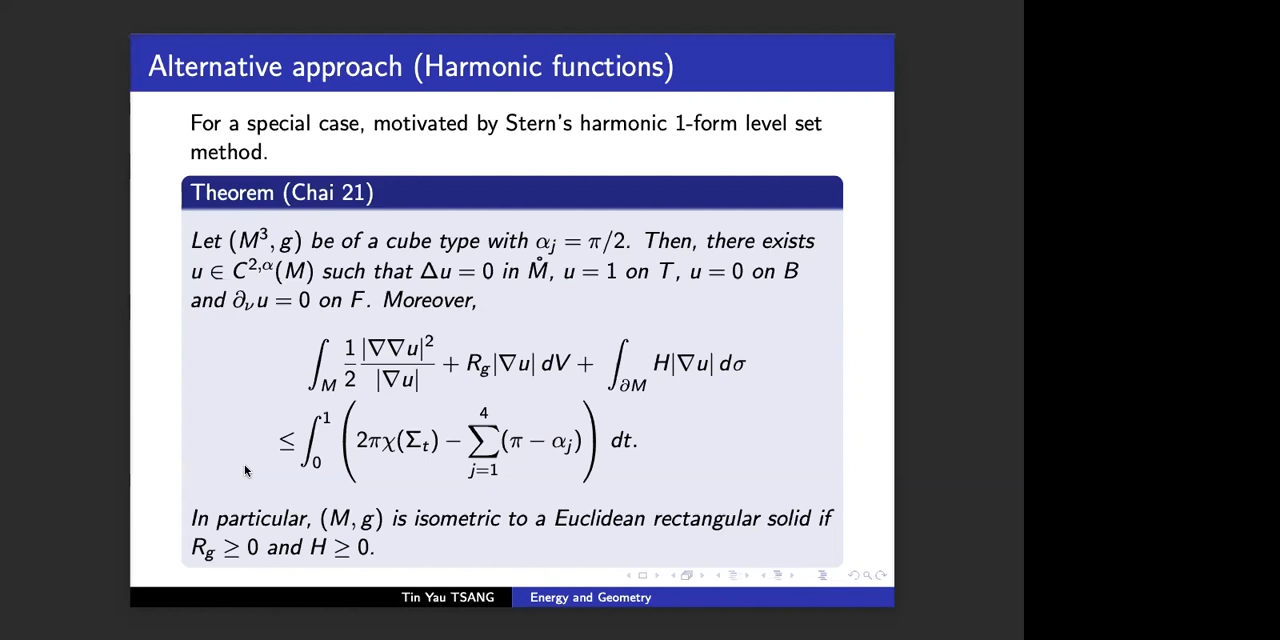 Alternative approach (Harmonic functions)
For a special case, motivated by Stern's harmonic 1-form level set
method.
Theorem (Chai 21)
Let (M³, g) be of a cube type with αⱼ = π/2. Then, there exists
u ∈ C^{2,α}(M) such that Δu = 0 in M̊, u = 1 on T, u = 0 on B
and ∂_ν u = 0 on F. Moreover,
∫_M 1/2 |∇∇u|²/|∇u| + R_g|∇u| dV + ∫_{∂M} H|∇u| dσ
≤ ∫_0^1 ( 2πχ(Σ_t) − ∑_{j=1}^4 (π − αⱼ) ) dt.
In particular, (M, g) is isometric to a Euclidean rectangular solid if
R_g ≥ 0 and H ≥ 0.
Tin Yau TSANG Energy and Geometry